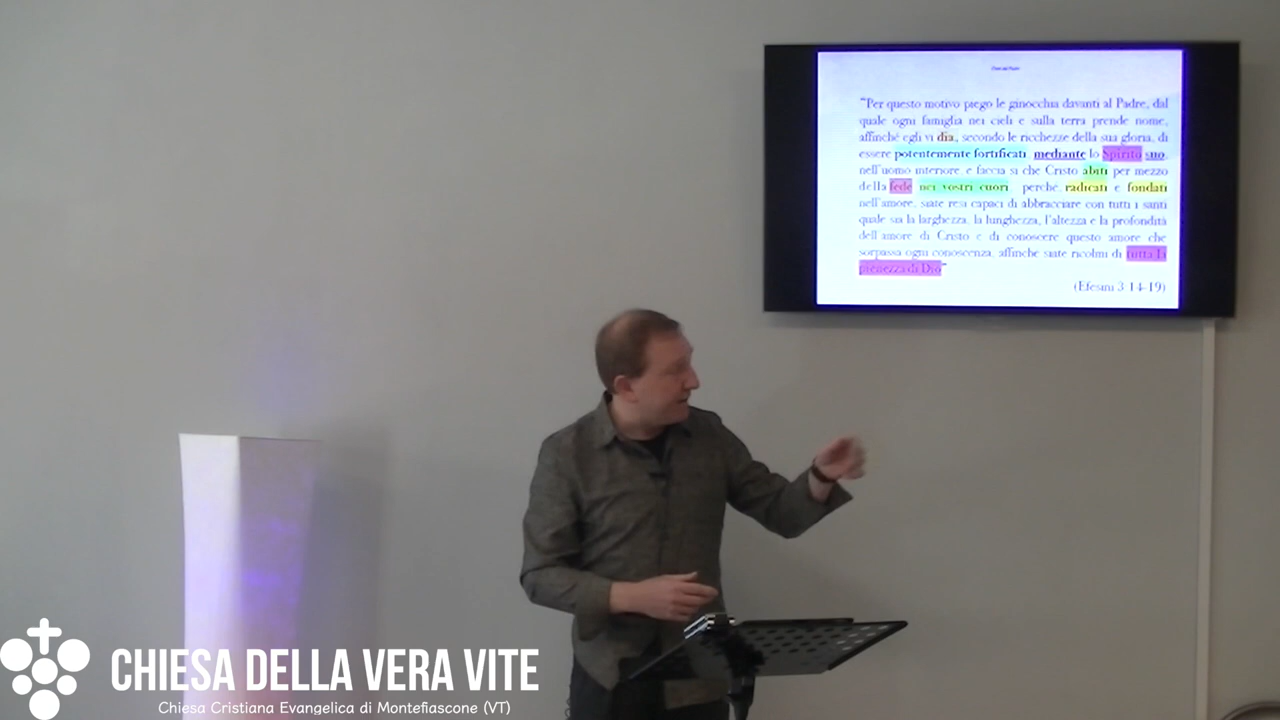 “Per questo motivo piego le ginocchia davanti al Padre, dal
quale ogni famiglia nei cieli e sulla terra prende nome,
affinché egli vi dia, secondo le ricchezze della sua gloria, di
essere potentemente fortificati, mediante lo Spirito suo,
nell'uomo interiore, e faccia sì che Cristo abiti per mezzo
della fede nei vostri cuori, perché, radicati e fondati
nell'amore, siate resi capaci di abbracciare con tutti i santi
quale sia la larghezza, la lunghezza, l'altezza e la profondità
dell'amore di Cristo e di conoscere questo amore che
sorpassa ogni conoscenza, affinché siate ricolmi di tutta la
pienezza di Dio”
(Efesini 3:14-19)
CHIESA DELLA VERA VITE
Chiesa Cristiana Evangelica di Montefiascone (VT)